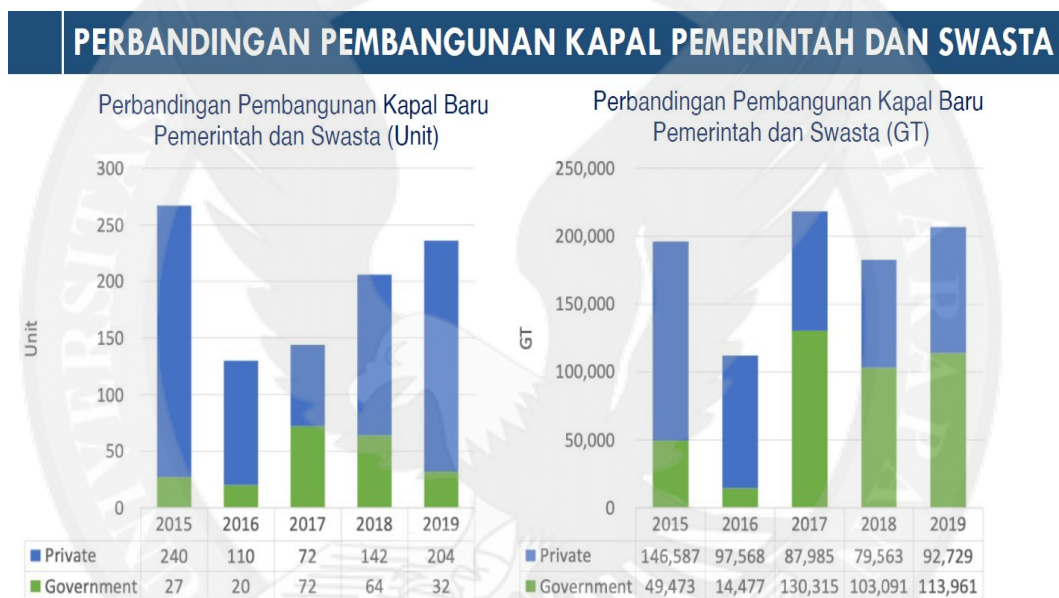 PERBANDINGAN PEMBANGUNAN KAPAL PEMERINTAH DAN SWASTA
Perbandingan Pembangunan Kapal Baru
Pemerintah dan Swasta (Unit)
300
250
200
150
100
50
0
Unit
2015 2016 2017 2018 2019
Private 240 110 72 142 204
Government 27 20 72 64 32
Perbandingan Pembangunan Kapal Baru
Pemerintah dan Swasta (GT)
250,000
200,000
150,000
100,000
50,000
0
GT
2015 2016 2017 2018 2019
Private 146,587 97,568 87,985 79,563 92,729
Government 49,473 14,477 130,315 103,091 113,961
UNIVERSITAS